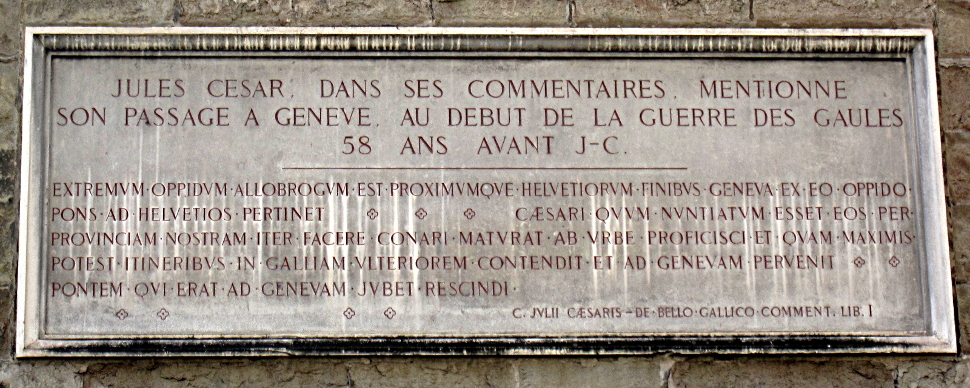 JULES CESAR, DANS SES COMMENTAIRES, MENTIONNE
SON PASSAGE A GENEVE, AU DEBUT DE LA GUERRE DES GAULES
58 ANS AVANT J-C.
EXTREMVM·OPPIDVM·ALLOBROGVM·EST·PROXIMVMQVE·HELVETIORVM·FINIBVS·GENEVA·EX·EO·OPPIDO·
PONS·AD·HELVETIOS·PERTINET CÆSARI·QVVM·NVNTIATVM·ESSET·EOS·PER·
PROVINCIAM·NOSTRAM·ITER·FACERE·CONARI·MATVRAT·AB·VRBE·PROFICISCI·ET·QVAM·MAXIMIS·
POTEST·ITINERIBVS·IN·GALLIAM·VLTERIOREM·CONTENDIT·ET·AD·GENEVAM·PERVENIT
PONTEM·QVI·ERAT·AD·GENEVAM·JVBET·RESCINDI·
C. JVLII CÆSARIS-DE·BELLO·GALLICO·COMMENT. LIB. I